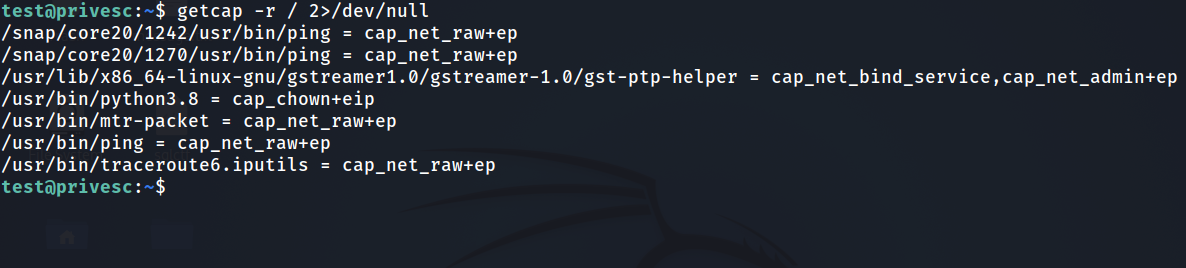 test@privesc:~$ getcap -r / 2>/dev/null
/snap/core20/1242/usr/bin/ping = cap_net_raw+ep
/snap/core20/1270/usr/bin/ping = cap_net_raw+ep
/usr/lib/x86_64-linux-gnu/gstreamer1.0/gstreamer-1.0/gst-ptp-helper = cap_net_bind_service,cap_net_admin+ep
/usr/bin/python3.8 = cap_chown+eip
/usr/bin/mtr-packet = cap_net_raw+ep
/usr/bin/ping = cap_net_raw+ep
/usr/bin/traceroute6.iputils = cap_net_raw+ep
test@privesc:~$